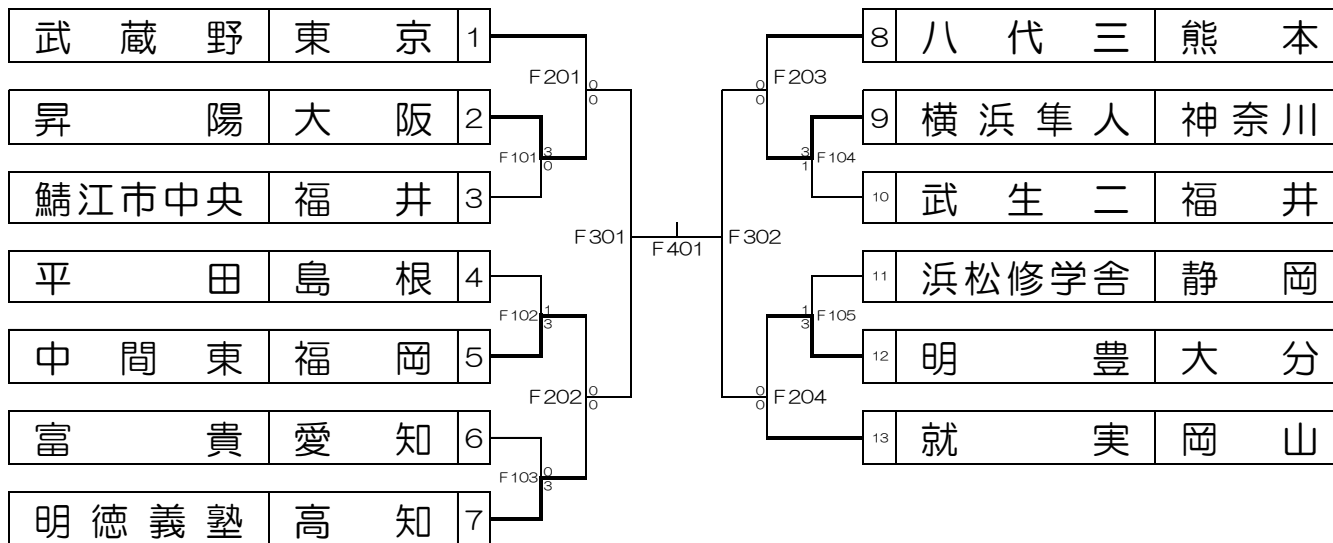 武蔵野 東京 1
F201 0 0
昇陽 大阪 2
F101 3 0
鯖江市中央 福井 3
F301
平田 島根 4
F102 1 3
中間東 福岡 5
F202 0 0
富貴 愛知 6
F103 0 3
明徳義塾 高知 7
F401
8 八代三 熊本
0 0 F203
9 横浜隼人 神奈川
3 1 F104
10 武生二 福井
F302
11 浜松修学舎 静岡
1 3 F105
12 明豊 大分
0 0 F204
13 就実 岡山